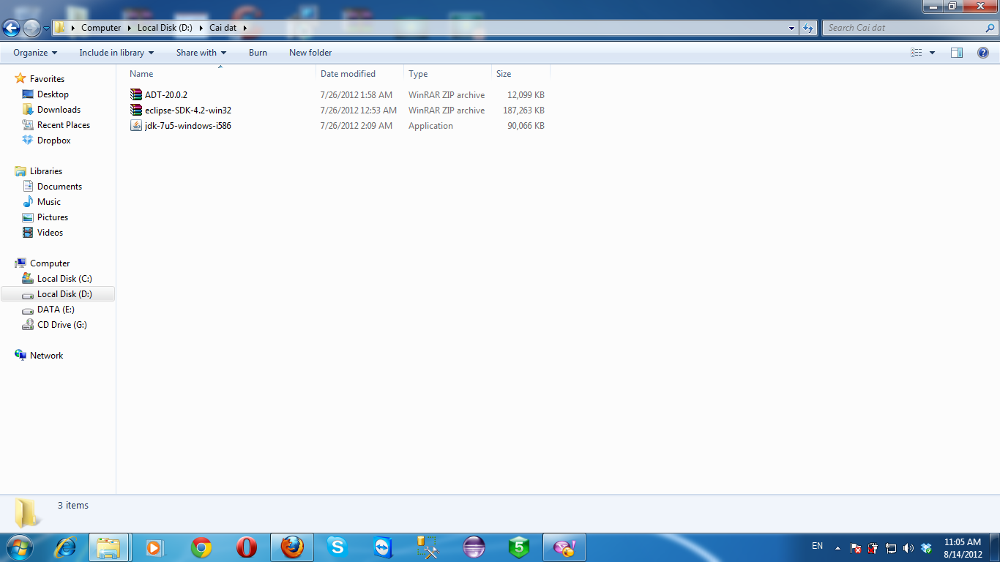 Computer Local Disk (D:) Cai dat
Search Cai dat
Organize Include in library Share with Burn New folder
Favorites
Desktop
Downloads
Recent Places
Dropbox
Libraries
Documents
Music
Pictures
Videos
Computer
Local Disk (C:)
Local Disk (D:)
DATA (E:)
CD Drive (G:)
Network
Name Date modified Type Size
ADT-20.0.2 7/26/2012 1:58 AM WinRAR ZIP archive 12,099 KB
eclipse-SDK-4.2-win32 7/26/2012 12:53 AM WinRAR ZIP archive 187,263 KB
jdk-7u5-windows-i586 7/26/2012 2:09 AM Application 90,066 KB
3 items
5
EN
11:05 AM
8/14/2012